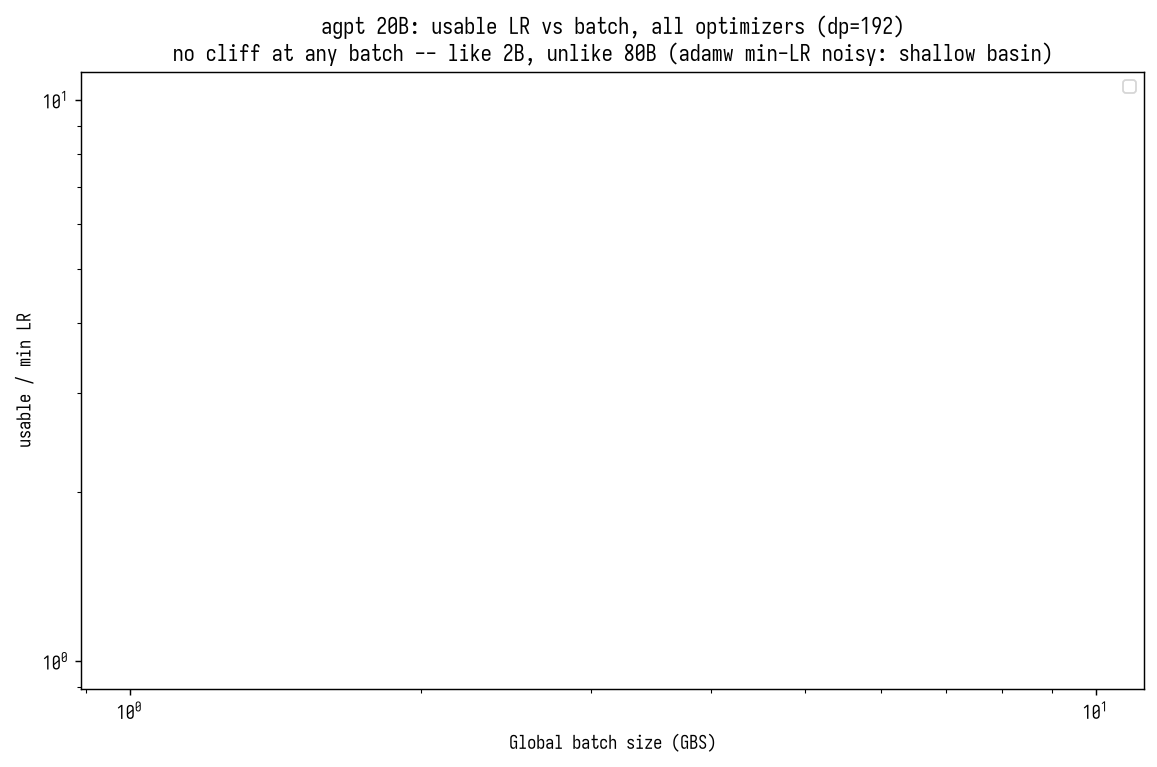 agpt 20B: usable LR vs batch, all optimizers (dp=192)
no cliff at any batch -- like 2B, unlike 80B (adamw min-LR noisy: shallow basin)
10¹
usable / min LR
10⁰
10⁰
10¹
Global batch size (GBS)